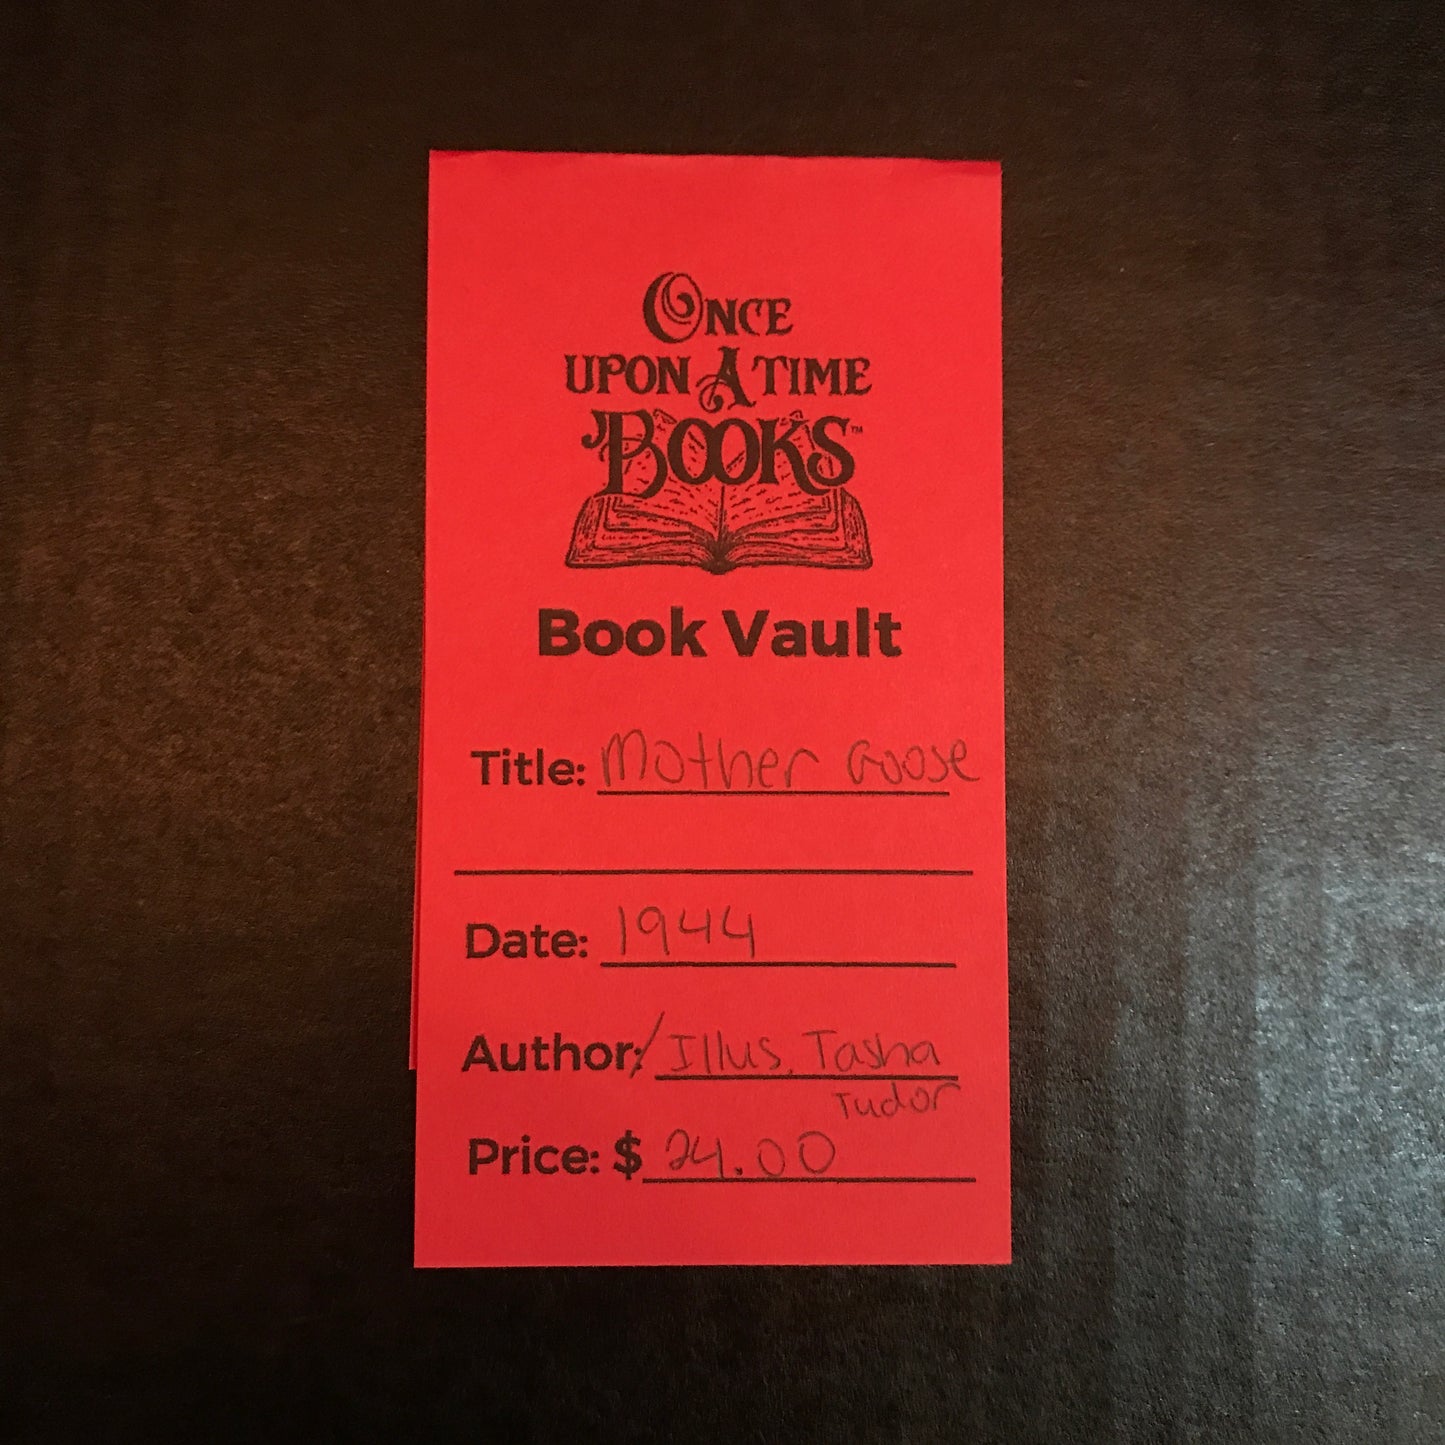 ONCE
UPON A TIME
BOOKS™
Book Vault
Title: Mother Goose
Date: 1944
Author:/ Illus. Tasha
Tudor
Price: $ 24.00